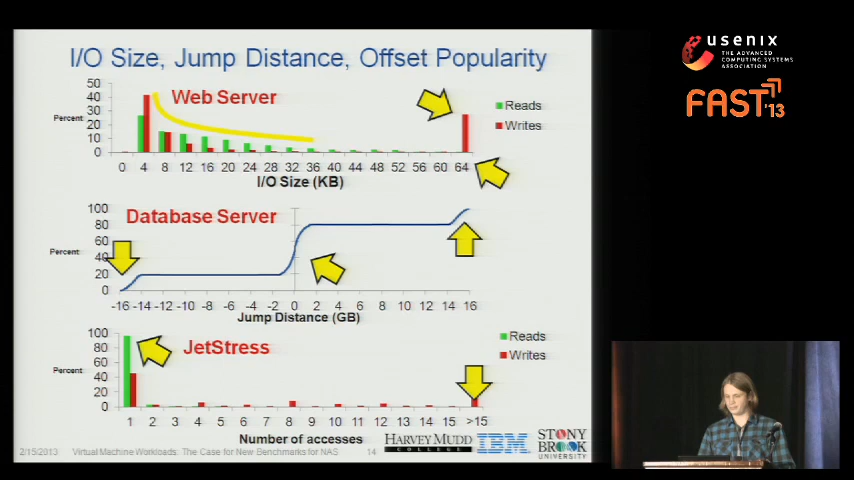 I/O Size, Jump Distance, Offset Popularity
50
40
30
20
10
0
Percent
Web Server
Reads
Writes
0 4 8 12 16 20 24 28 32 36 40 44 48 52 56 60 64
I/O Size (KB)
100
80
60
40
20
0
Percent
Database Server
-16 -14 -12 -10 -8 -6 -4 -2 0 2 4 6 8 10 12 14 16
Jump Distance (GB)
100
80
60
40
20
0
Percent
JetStress
Reads
Writes
1 2 3 4 5 6 7 8 9 10 11 12 13 14 15 >15
Number of accesses
2/15/2013 Virtual Machine Workloads: The Case for New Benchmarks for NAS 14
HARVEY MUDD
COLLEGE
IBM
STONY
BROOK
UNIVERSITY
usenix
THE ADVANCED
COMPUTING SYSTEMS
ASSOCIATION
FAST '13